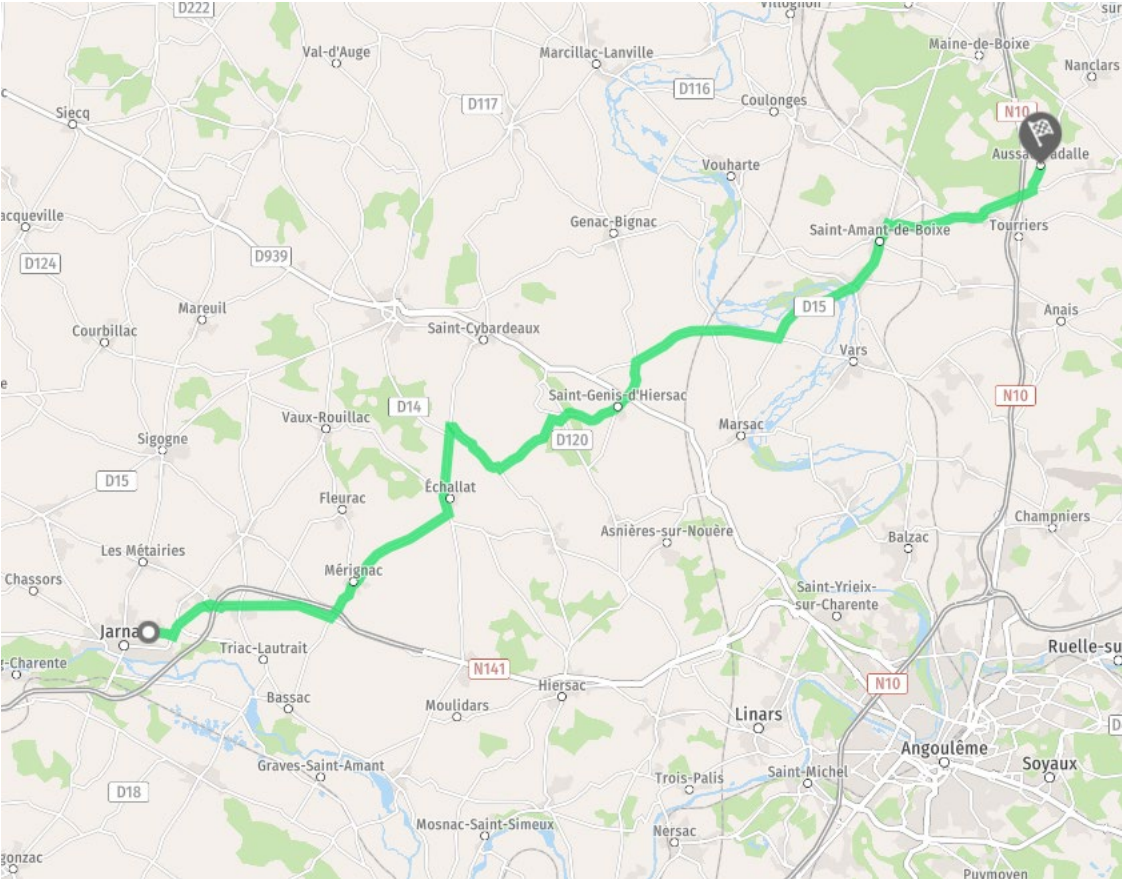 D222
Villognon
sur
Val-d'Auge
Marcillac-Lanville
Maine-de-Boixe
Nanclars
D116
D117
Coulonges
N10
Siecq
Vouharte
acqueville
Genac-Bignac
Saint-Amant-de-Boixe
Tourriers
D939
D124
Mareuil
D15
Anais
Courbillac
Saint-Cybardeaux
Vars
e
Saint-Genis-d'Hiersac
N10
D14
Vaux-Rouillac
Marsac
D120
Sigogne
D15
Échallat
Fleurac
Champniers
Asnières-sur-Nouère
Balzac
Les Métairies
Mérignac
Chassors
Saint-Yrieix-
sur-Charente
Triac-Lautrait
Ruelle-su
g-Charente
N141
Hiersac
N10
Bassac
Moulidars
Linars
D
Angoulême
Graves-Saint-Amant
Soyaux
Trois-Palis
Saint-Michel
D18
Mosnac-Saint-Simeux
Nersac
gonzac
Puymoyen